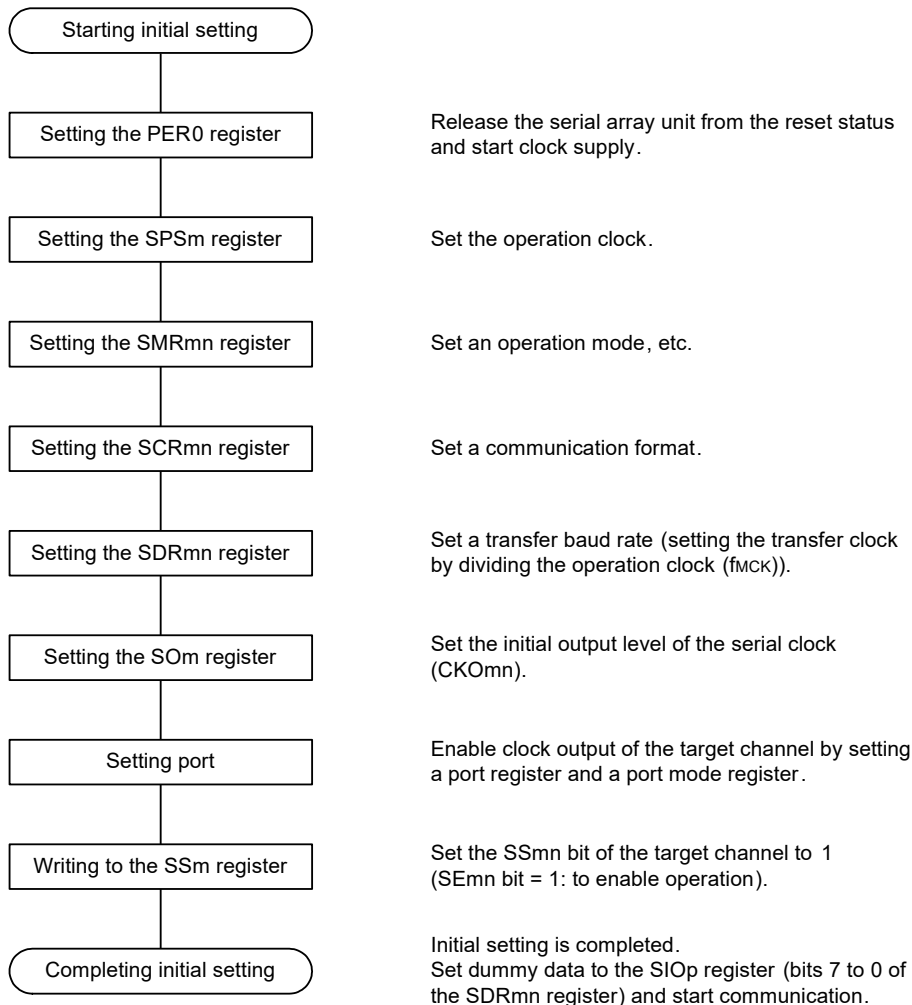 Starting initial setting
Setting the PER0 register
Release the serial array unit from the reset status
and start clock supply.
Setting the SPSm register
Set the operation clock.
Setting the SMRmn register
Set an operation mode, etc.
Setting the SCRmn register
Set a communication format.
Setting the SDRmn register
Set a transfer baud rate (setting the transfer clock
by dividing the operation clock (fMCK)).
Setting the SOm register
Set the initial output level of the serial clock
(CKOmn).
Setting port
Enable clock output of the target channel by setting
a port register and a port mode register.
Writing to the SSm register
Set the SSmn bit of the target channel to 1
(SEmn bit = 1: to enable operation).
Completing initial setting
Initial setting is completed.
Set dummy data to the SIOp register (bits 7 to 0 of
the SDRmn register) and start communication.